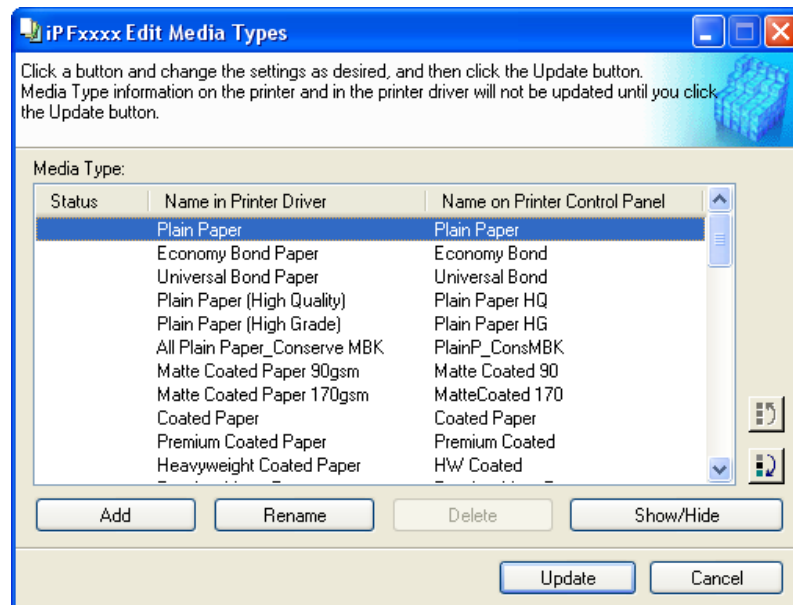 iPFxxxx Edit Media Types
Click a button and change the settings as desired, and then click the Update button.
Media Type information on the printer and in the printer driver will not be updated until you click
the Update button.
Media Type:
Status Name in Printer Driver Name on Printer Control Panel
Plain Paper Plain Paper
Economy Bond Paper Economy Bond
Universal Bond Paper Universal Bond
Plain Paper (High Quality) Plain Paper HQ
Plain Paper (High Grade) Plain Paper HG
All Plain Paper_Conserve MBK PlainP_ConsMBK
Matte Coated Paper 90gsm Matte Coated 90
Matte Coated Paper 170gsm MatteCoated 170
Coated Paper Coated Paper
Premium Coated Paper Premium Coated
Heavyweight Coated Paper HW Coated
Add Rename Delete Show/Hide
Update Cancel